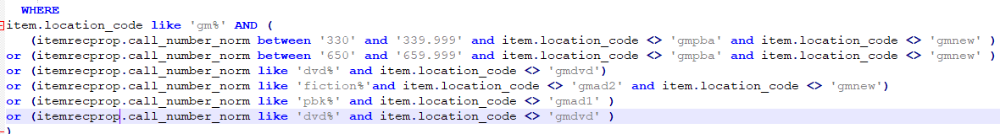 WHERE
item.location_code like 'gm%' AND (
(itemrecprop.call_number_norm between '330' and '339.999' and item.location_code <> 'gmpba' and item.location_code <> 'gmnew' )
or (itemrecprop.call_number_norm between '650' and '659.999' and item.location_code <> 'gmpba' and item.location_code <> 'gmnew' )
or (itemrecprop.call_number_norm like 'dvd%' and item.location_code <> 'gmdvd')
or (itemrecprop.call_number_norm like 'fiction%'and item.location_code <> 'gmad2' and item.location_code <> 'gmnew')
or (itemrecprop.call_number_norm like 'pbk%' and item.location_code <> 'gmad1' )
or (itemrecprop.call_number_norm like 'dvd%' and item.location_code <> 'gmdvd' )
)